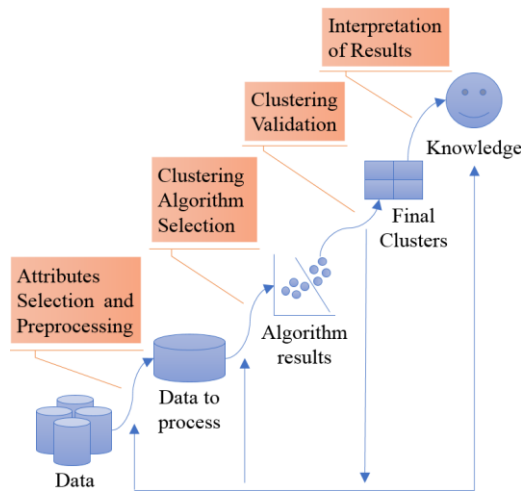 Interpretation
of Results
Knowledge
Clustering
Validation
Final
Clusters
Clustering
Algorithm
Selection
Algorithm
results
Attributes
Selection and
Preprocessing
Data to
process
Data